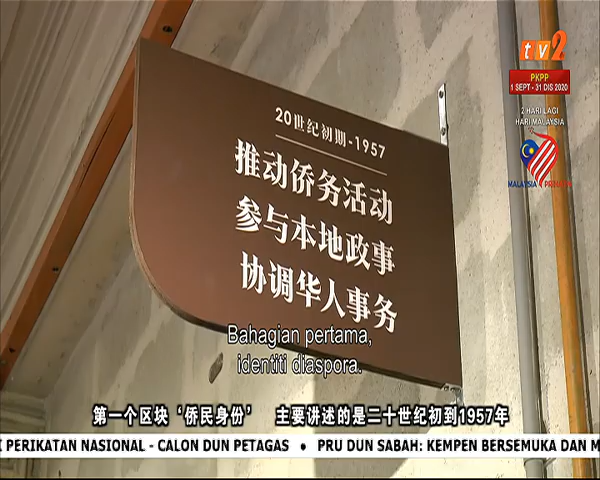 tv2
PKPP
1 SEPT - 31 DIS 2020
2 HARI LAGI
HARI MALAYSIA
MALAYSIA
20世纪初期-1957
推动侨务活动
参与本地政事
协调华人事务
Bahagian pertama,
identiti diaspora.
第一个区块‘侨民身份’ 主要讲述的是二十世纪初到1957年
PERIKATAN NASIONAL - CALON DUN PETAGAS • PRU DUN SABAH: KEMPEN BERSEMUKA DAN